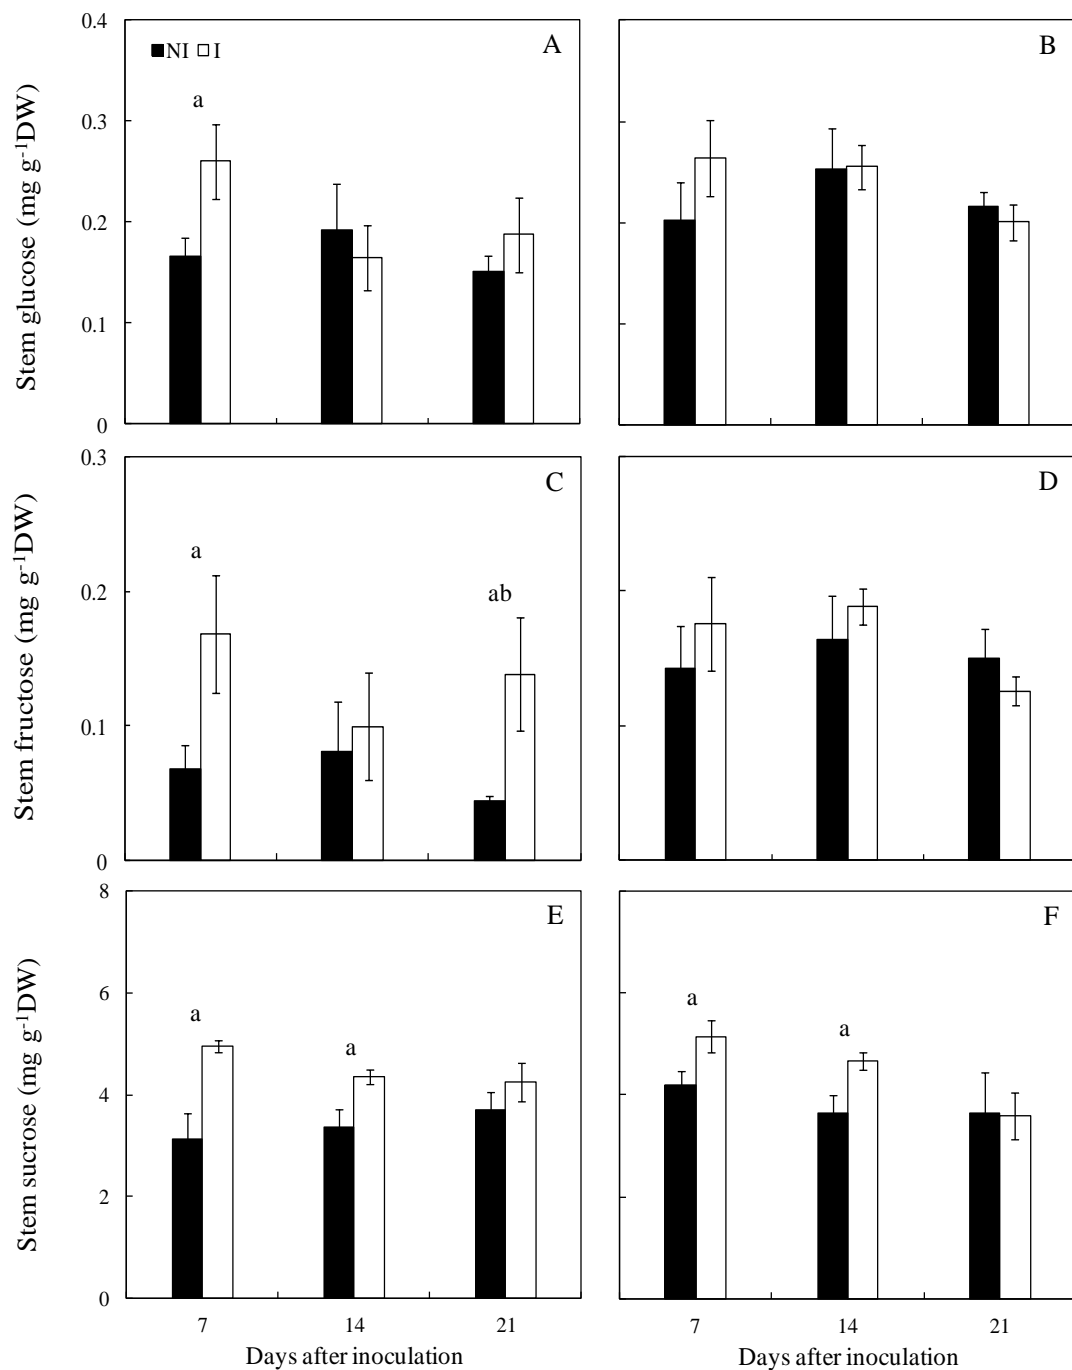 Stem glucose (mg g⁻¹DW)
0.4
0.3
0.2
0.1
0
NI I
A
a
B
Stem fructose (mg g⁻¹DW)
0.3
0.2
0.1
0
C
a
ab
D
Stem sucrose (mg g⁻¹DW)
8
6
4
2
0
E
a
a
F
a
a
7 14 21
7 14 21
Days after inoculation
Days after inoculation